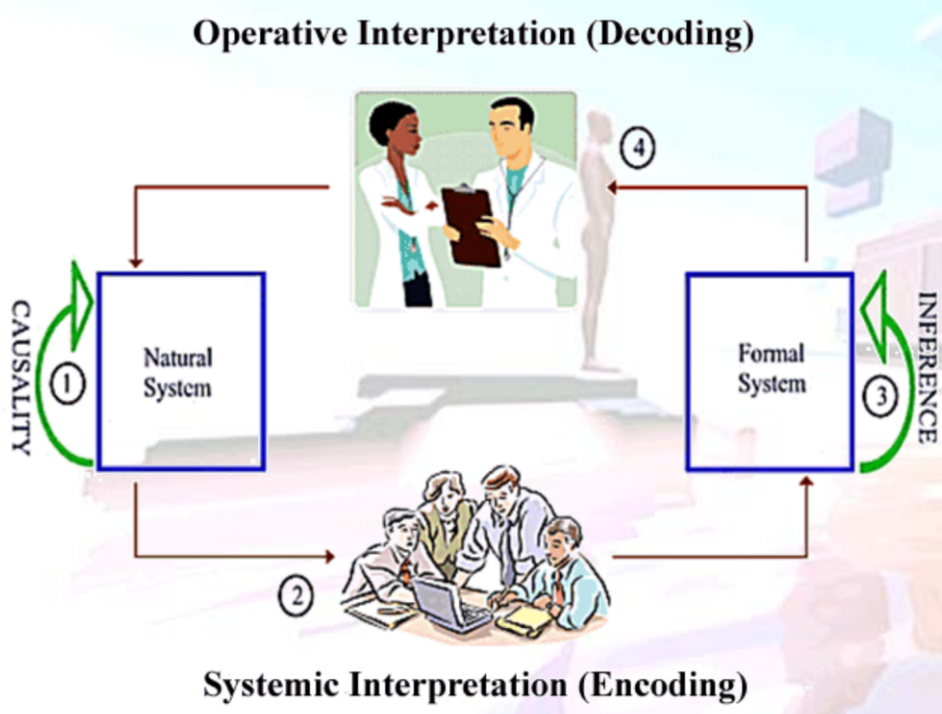 Operative Interpretation (Decoding)
4
CAUSALITY
1
Natural
System
Formal
System
3
INFERENCE
2
Systemic Interpretation (Encoding)